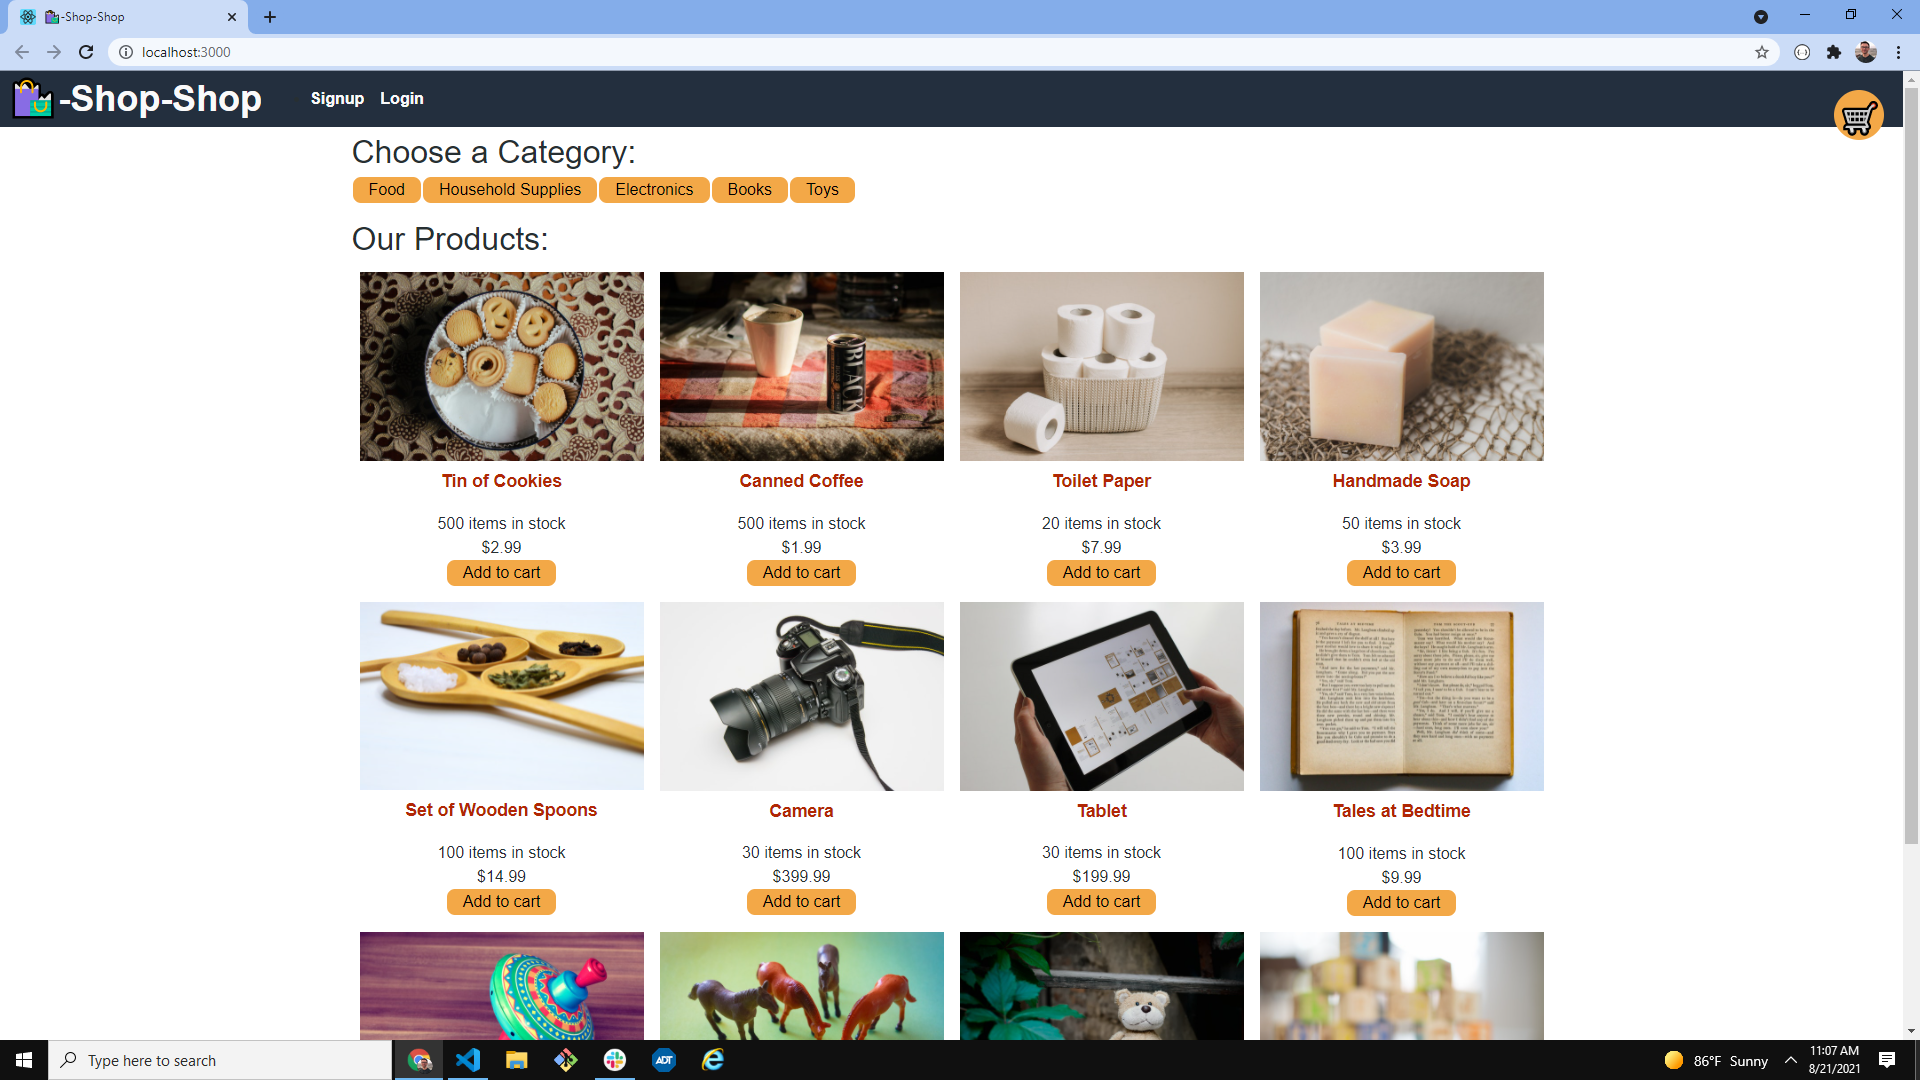 -Shop-Shop
localhost:3000
-Shop-Shop
Signup Login
Choose a Category:
Food Household Supplies Electronics Books Toys
Our Products:
BLACK
Tin of Cookies Canned Coffee Toilet Paper Handmade Soap
500 items in stock 500 items in stock 20 items in stock 50 items in stock
$2.99 $1.99 $7.99 $3.99
Add to cart Add to cart Add to cart Add to cart
Set of Wooden Spoons Camera Tablet Tales at Bedtime
100 items in stock 30 items in stock 30 items in stock 100 items in stock
$14.99 $399.99 $199.99 $9.99
Add to cart Add to cart Add to cart Add to cart
Type here to search
ADT
86°F Sunny
11:07 AM
8/21/2021